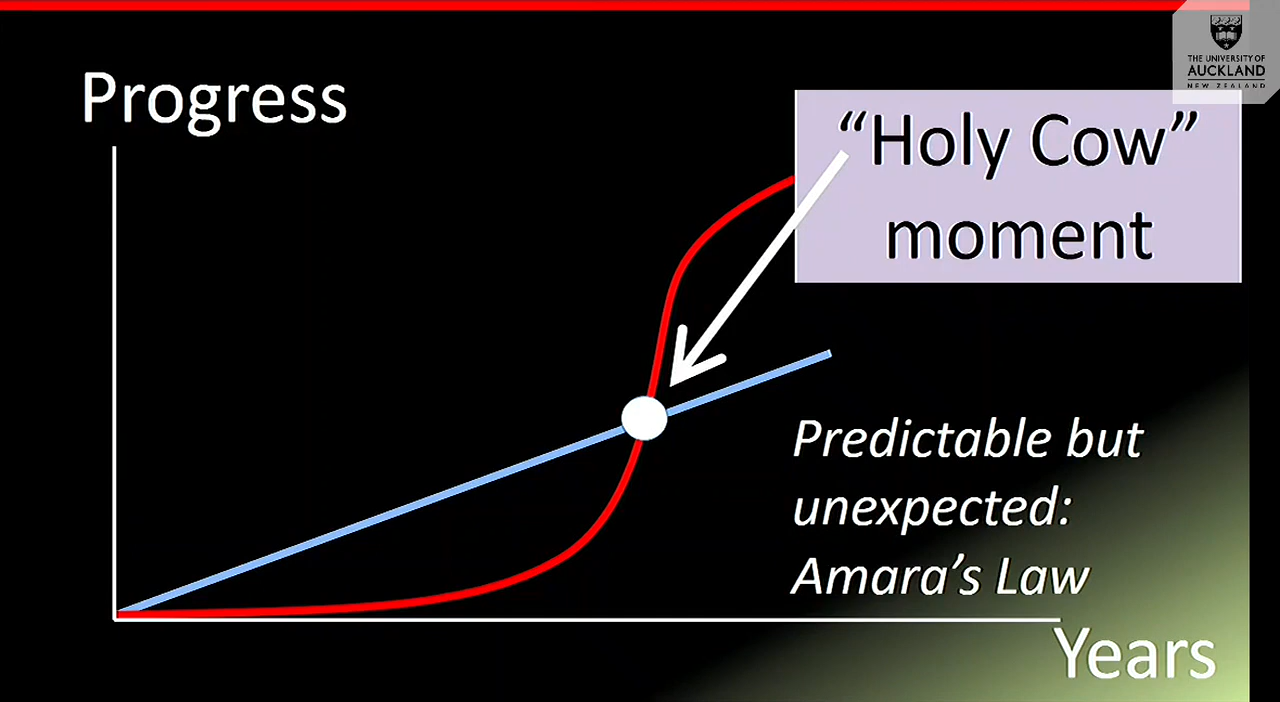 Progress
THE UNIVERSITY OF
AUCKLAND
NEW ZEALAND
“Holy Cow”
moment
Predictable but
unexpected:
Amara’s Law
Years